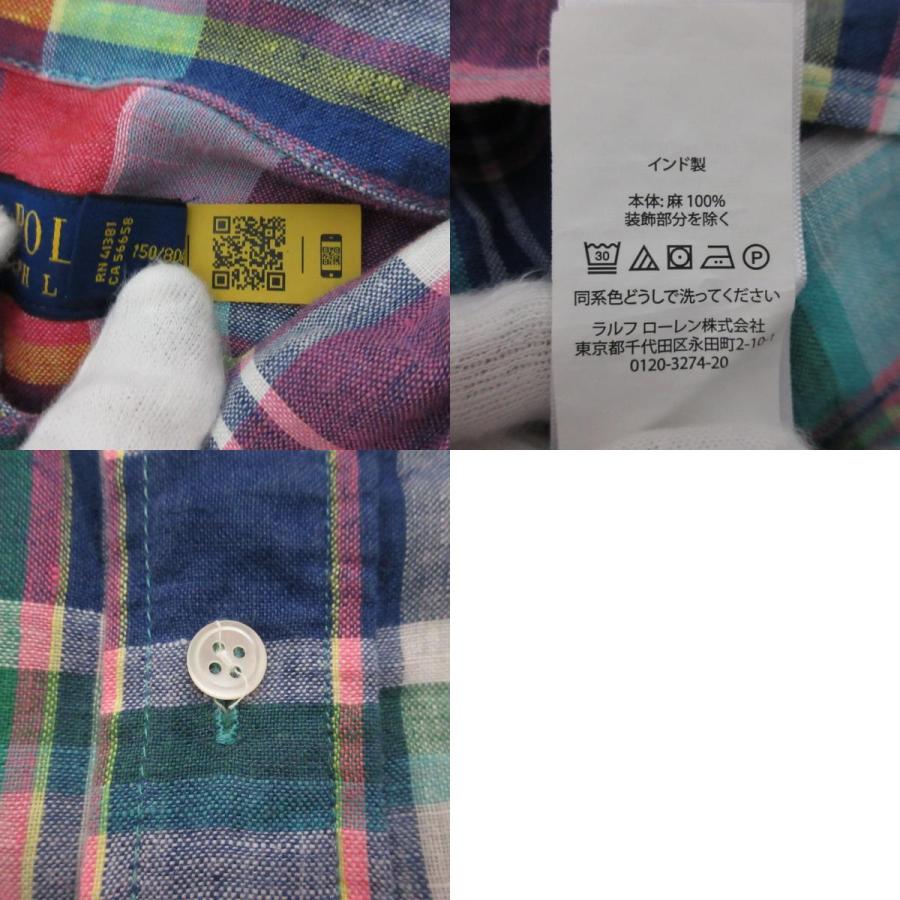 POL
PH L
RN 41381
CA 56658
150/80
インド製
本体: 麻 100%
装飾部分を除く
30
P
同系色どうしで洗ってください
ラルフ ローレン株式会社
東京都千代田区永田町2-10-
0120-3274-20